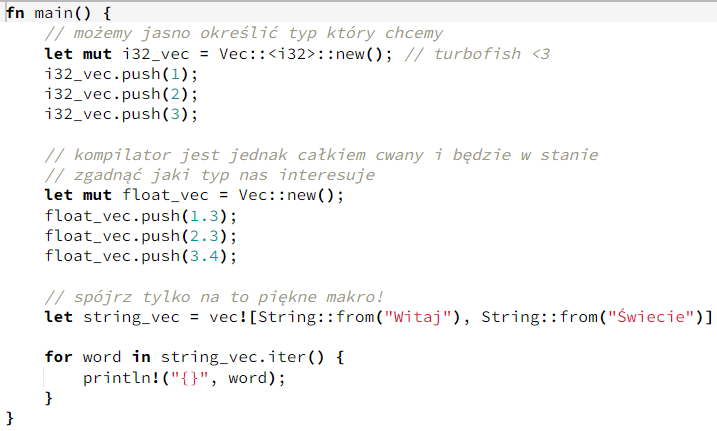 fn main() {
    // możemy jasno określić typ który chcemy
    let mut i32_vec = Vec::<i32>::new(); // turbofish <3
    i32_vec.push(1);
    i32_vec.push(2);
    i32_vec.push(3);

    // kompilator jest jednak całkiem cwany i będzie w stanie
    // zgadnąć jaki typ nas interesuje
    let mut float_vec = Vec::new();
    float_vec.push(1.3);
    float_vec.push(2.3);
    float_vec.push(3.4);

    // spójrz tylko na to piękne makro!
    let string_vec = vec![String::from("Witaj"), String::from("Świecie")]

    for word in string_vec.iter() {
        println!("{}", word);
    }
}